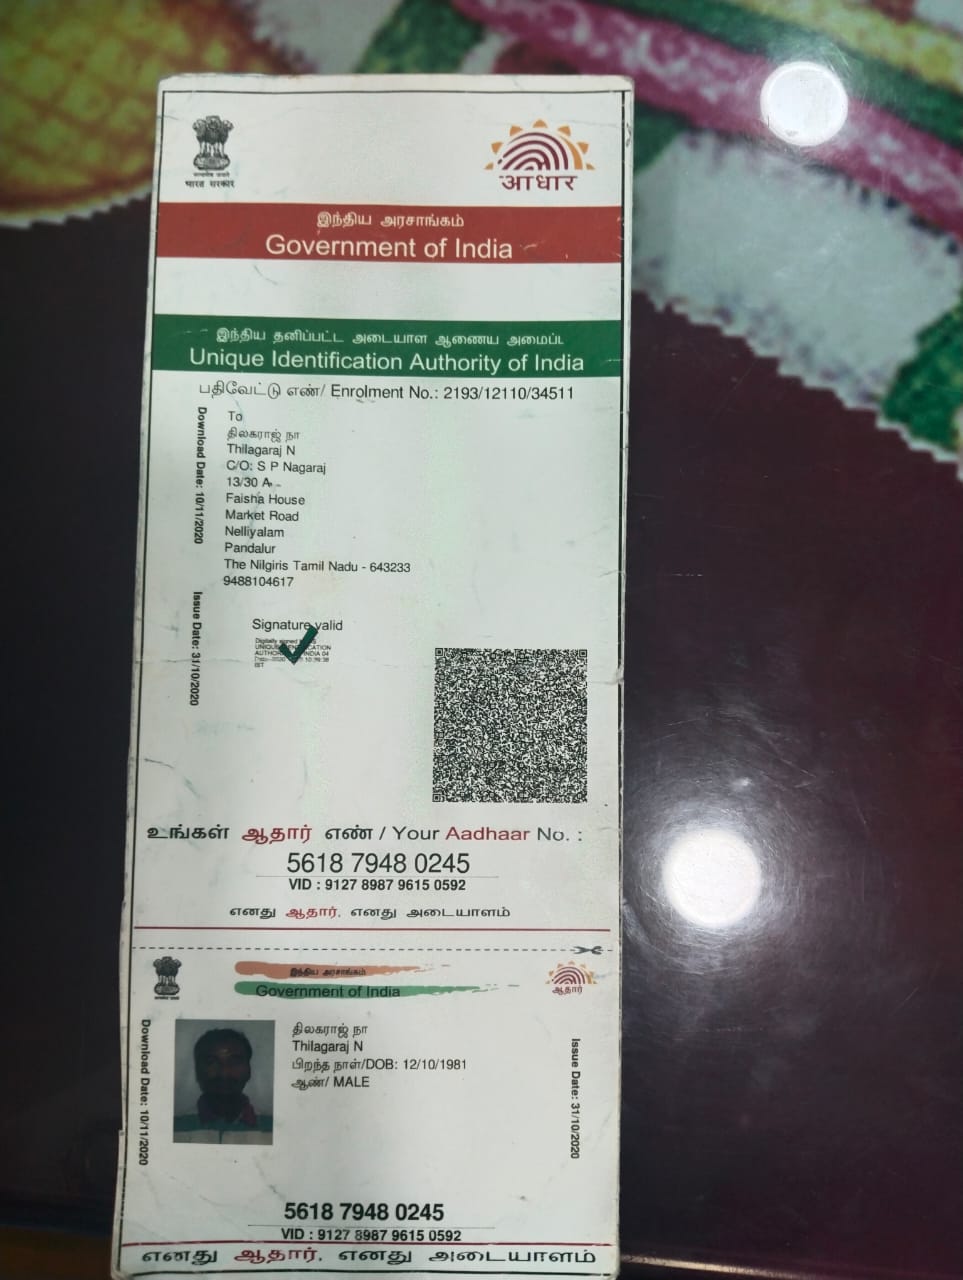 भारत सरकार
आधार
இந்திய அரசாங்கம்
Government of India
இந்திய தனிப்பட்ட அடையாள ஆணைய அமைப்
Unique Identification Authority of India
பதிவேட்டு எண்/ Enrolment No.: 2193/12110/34511
Download Date: 10/11/2020
To
திலகராஜ் நா
Thilagaraj N
C/O: S P Nagaraj
13/30 A
Faisha House
Market Road
Nelliyalam
Pandalur
The Nilgiris Tamil Nadu - 643233
9488104617
Issue Date: 31/10/2020
Signature valid
உங்கள் ஆதார் எண் / Your Aadhaar No. :
5618 7948 0245
VID : 9127 8987 9615 0592
எனது ஆதார், எனது அடையாளம்
இந்திய அரசாங்கம்
Government of India
ஆதார்
Download Date: 10/11/2020
திலகராஜ் நா
Thilagaraj N
பிறந்த நாள்/DOB: 12/10/1981
ஆண்/ MALE
Issue Date: 31/10/2020
5618 7948 0245
VID : 9127 8987 9615 0592
எனது ஆதார், எனது அடையாளம்